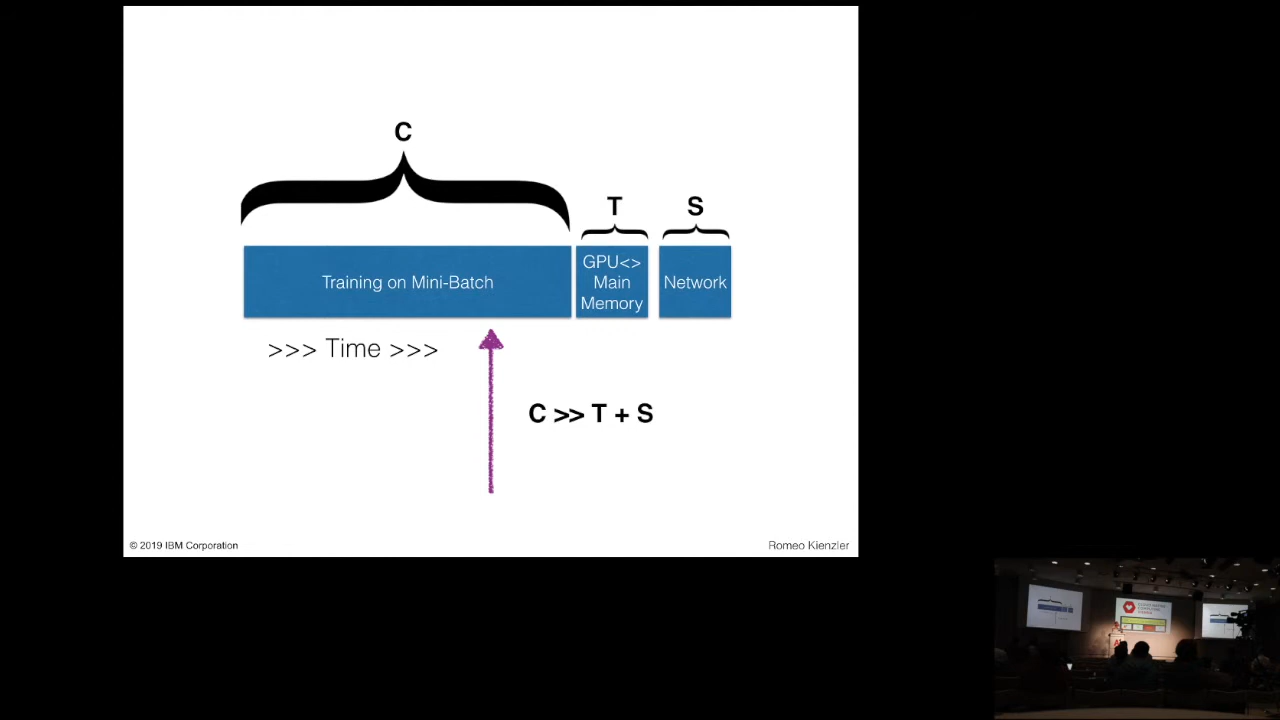 C
T
S
Training on Mini-Batch
GPU<>
Main
Memory
Network
>>> Time >>>
C >> T + S
© 2019 IBM Corporation
Romeo Kienzler